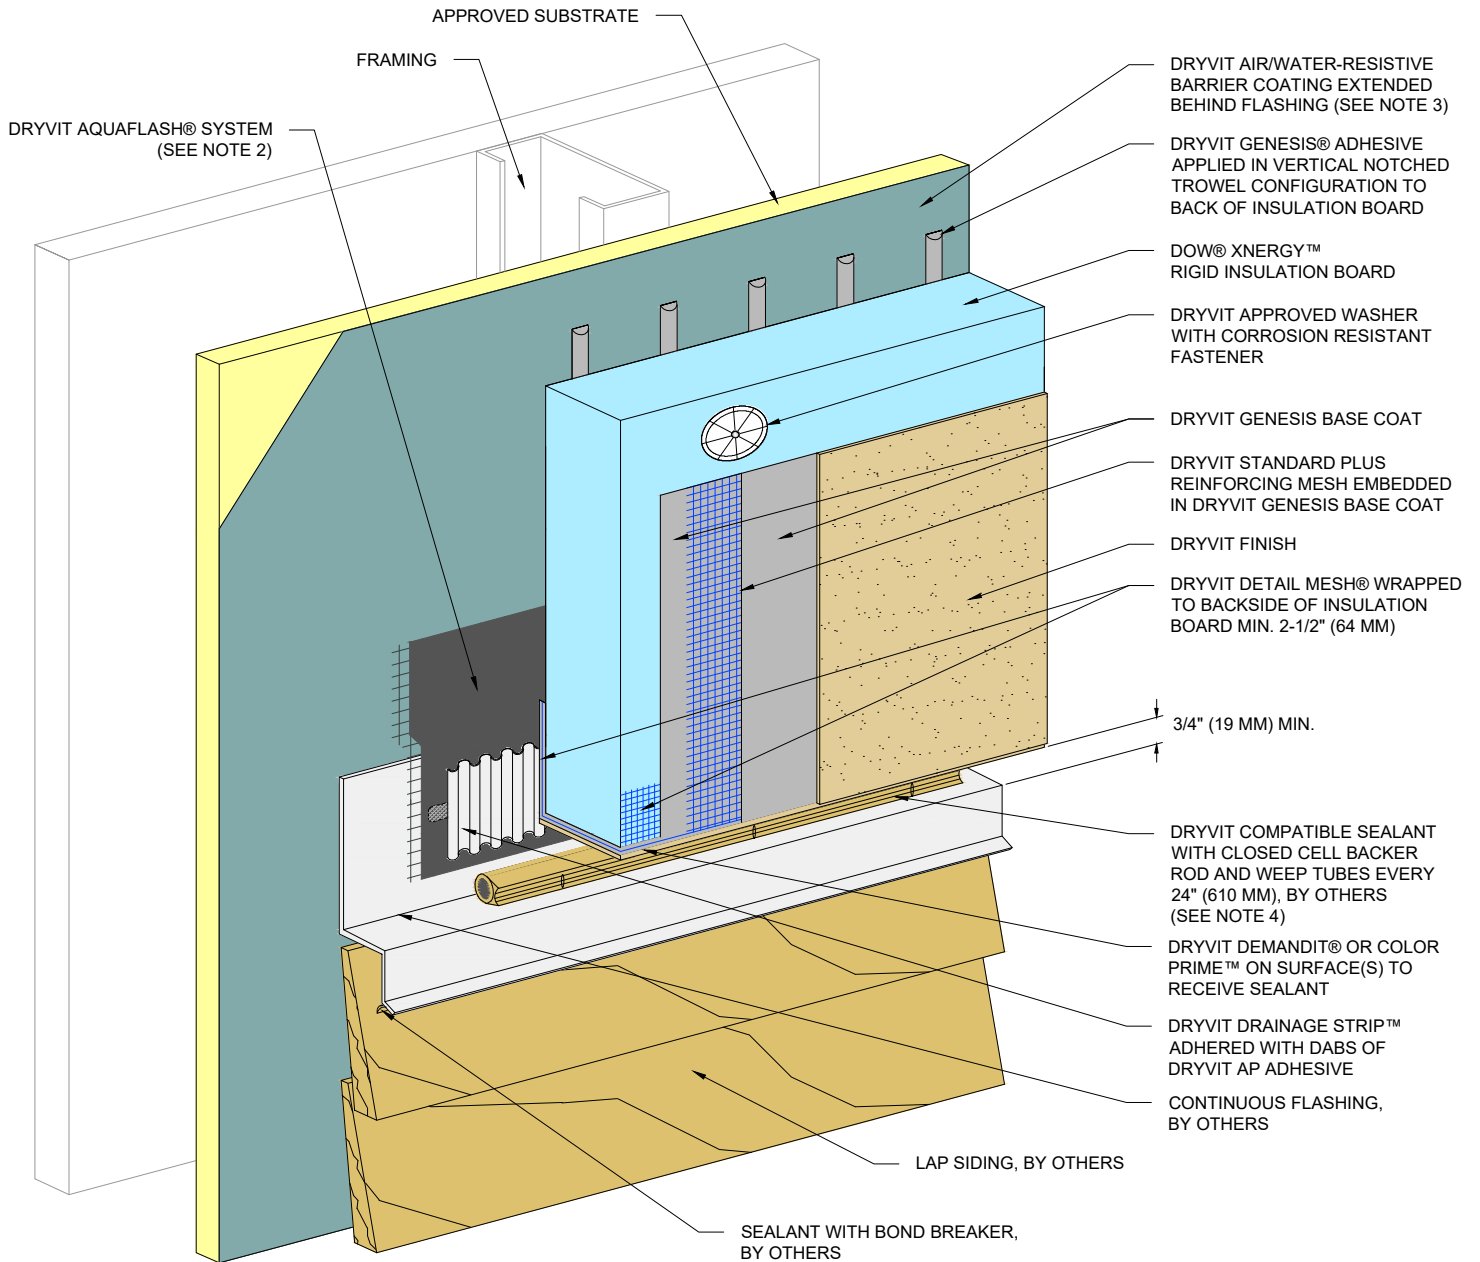 APPROVED SUBSTRATE
FRAMING
DRYVIT AQUAFLASH® SYSTEM
(SEE NOTE 2)
DRYVIT AIR/WATER-RESISTIVE
BARRIER COATING EXTENDED
BEHIND FLASHING (SEE NOTE 3)
DRYVIT GENESIS® ADHESIVE
APPLIED IN VERTICAL NOTCHED
TROWEL CONFIGURATION TO
BACK OF INSULATION BOARD
DOW® XNERGY™
RIGID INSULATION BOARD
DRYVIT APPROVED WASHER
WITH CORROSION RESISTANT
FASTENER
DRYVIT GENESIS BASE COAT
DRYVIT STANDARD PLUS
REINFORCING MESH EMBEDDED
IN DRYVIT GENESIS BASE COAT
DRYVIT FINISH
DRYVIT DETAIL MESH® WRAPPED
TO BACKSIDE OF INSULATION
BOARD MIN. 2-1/2" (64 MM)
3/4" (19 MM) MIN.
DRYVIT COMPATIBLE SEALANT
WITH CLOSED CELL BACKER
ROD AND WEEP TUBES EVERY
24" (610 MM), BY OTHERS
(SEE NOTE 4)
DRYVIT DEMANDIT® OR COLOR
PRIME™ ON SURFACE(S) TO
RECEIVE SEALANT
DRYVIT DRAINAGE STRIP™
ADHERED WITH DABS OF
DRYVIT AP ADHESIVE
CONTINUOUS FLASHING,
BY OTHERS
LAP SIDING, BY OTHERS
SEALANT WITH BOND BREAKER,
BY OTHERS